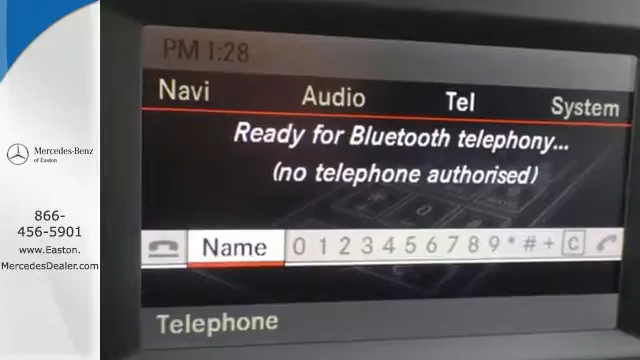 Mercedes-Benz
of Easton
866-
456-5901
www.Easton.
MercedesDealer.com
PM 1:28
Navi Audio Tel System
Ready for Bluetooth telephony...
(no telephone authorised)
Name 0 1 2 3 4 5 6 7 8 9 * # + C
Telephone